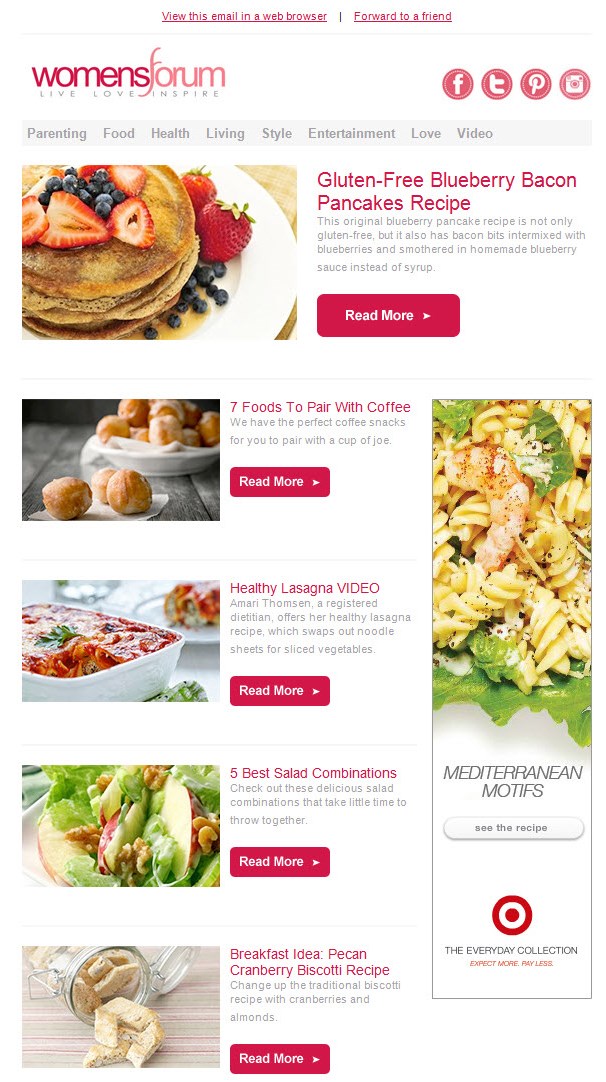 View this email in a web browser | Forward to a friend
womensforum
LIVE LOVE INSPIRE
Parenting Food Health Living Style Entertainment Love Video
Gluten-Free Blueberry Bacon
Pancakes Recipe
This original blueberry pancake recipe is not only
gluten-free, but it also has bacon bits intermixed with
blueberries and smothered in homemade blueberry
sauce instead of syrup.
Read More ➤
7 Foods To Pair With Coffee
We have the perfect coffee snacks
for you to pair with a cup of joe.
Read More ➤
Healthy Lasagna VIDEO
Amari Thomsen, a registered
dietitian, offers her healthy lasagna
recipe, which swaps out noodle
sheets for sliced vegetables.
Read More ➤
5 Best Salad Combinations
Check out these delicious salad
combinations that take little time to
throw together.
Read More ➤
Breakfast Idea: Pecan
Cranberry Biscotti Recipe
Change up the traditional biscotti
recipe with cranberries and
almonds.
Read More ➤
MEDITERRANEAN
MOTIFS
see the recipe
THE EVERYDAY COLLECTION
EXPECT MORE. PAY LESS.